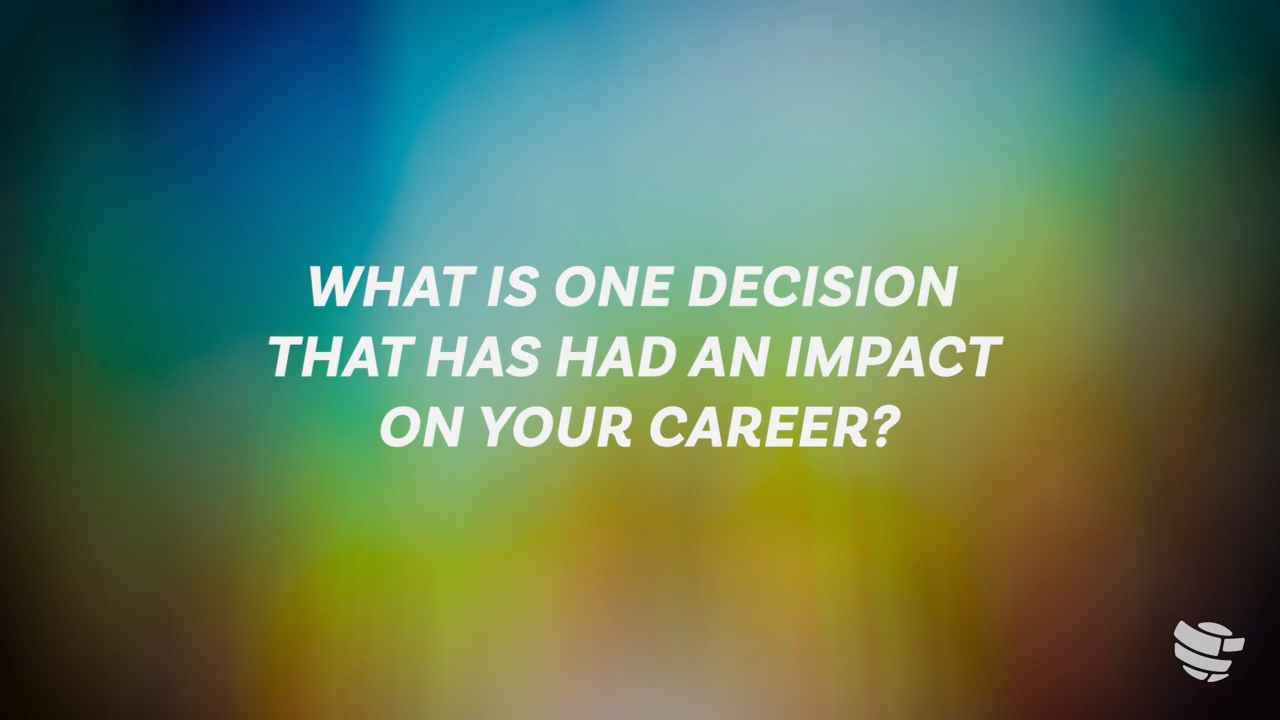 WHAT IS ONE DECISION
THAT HAS HAD AN IMPACT
ON YOUR CAREER?